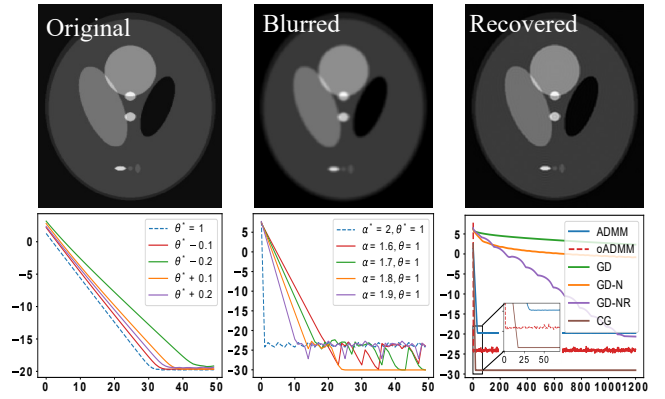 Original
Blurred
Recovered
θ* = 1
θ* − 0.1
θ* − 0.2
θ* + 0.1
θ* + 0.2
0
−5
−10
−15
−20
0 10 20 30 40 50
α* = 2, θ* = 1
α = 1.6, θ = 1
α = 1.7, θ = 1
α = 1.8, θ = 1
α = 1.9, θ = 1
5
0
−5
−10
−15
−20
−25
−30
0 10 20 30 40 50
ADMM
oADMM
GD
GD-N
GD-NR
CG
5
0
−5
−10
−15
−20
−25
−30
0 25 50
0 200 400 600 800 10001200